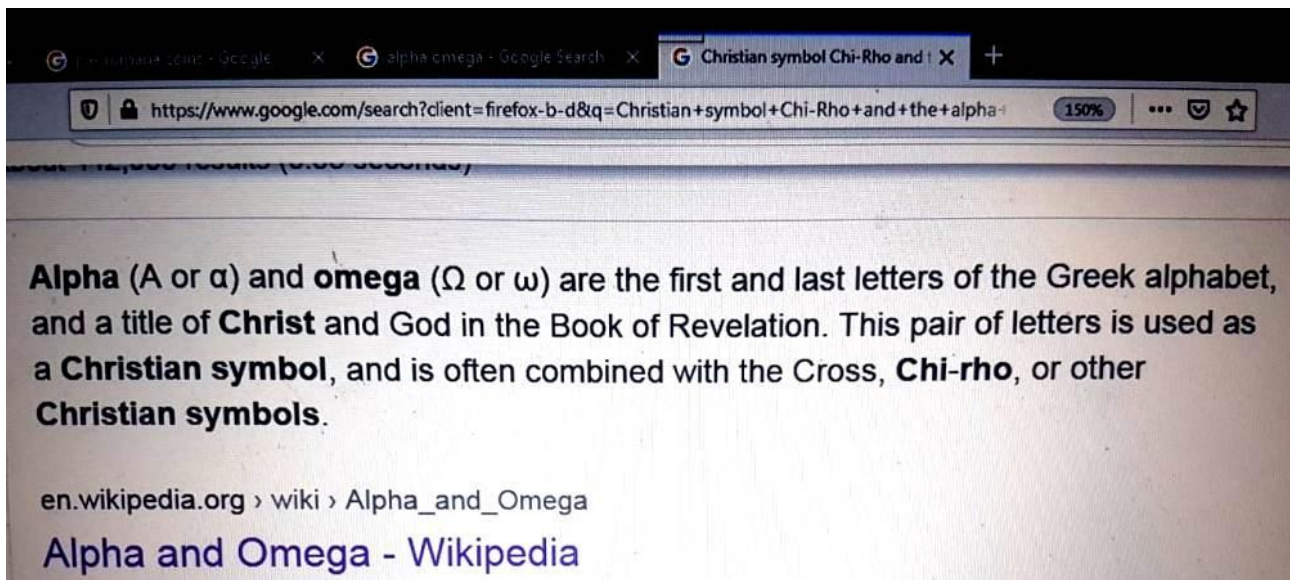 alpha omega - Google Search
Christian symbol Chi-Rho and t
https://www.google.com/search?client=firefox-b-d&q=Christian+symbol+Chi-Rho+and+the+alpha+
150%
Alpha (A or α) and omega (Ω or ω) are the first and last letters of the Greek alphabet,
and a title of Christ and God in the Book of Revelation. This pair of letters is used as
a Christian symbol, and is often combined with the Cross, Chi-rho, or other
Christian symbols.
en.wikipedia.org › wiki › Alpha_and_Omega
Alpha and Omega - Wikipedia